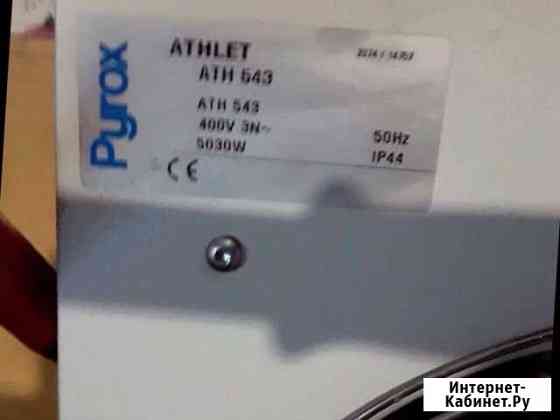 Pyrox
ATHLET
ATH 543
ATH 543
400V 3N~
50Hz
5030W
IP44
CE
Интернет-
Кабинет.Ру